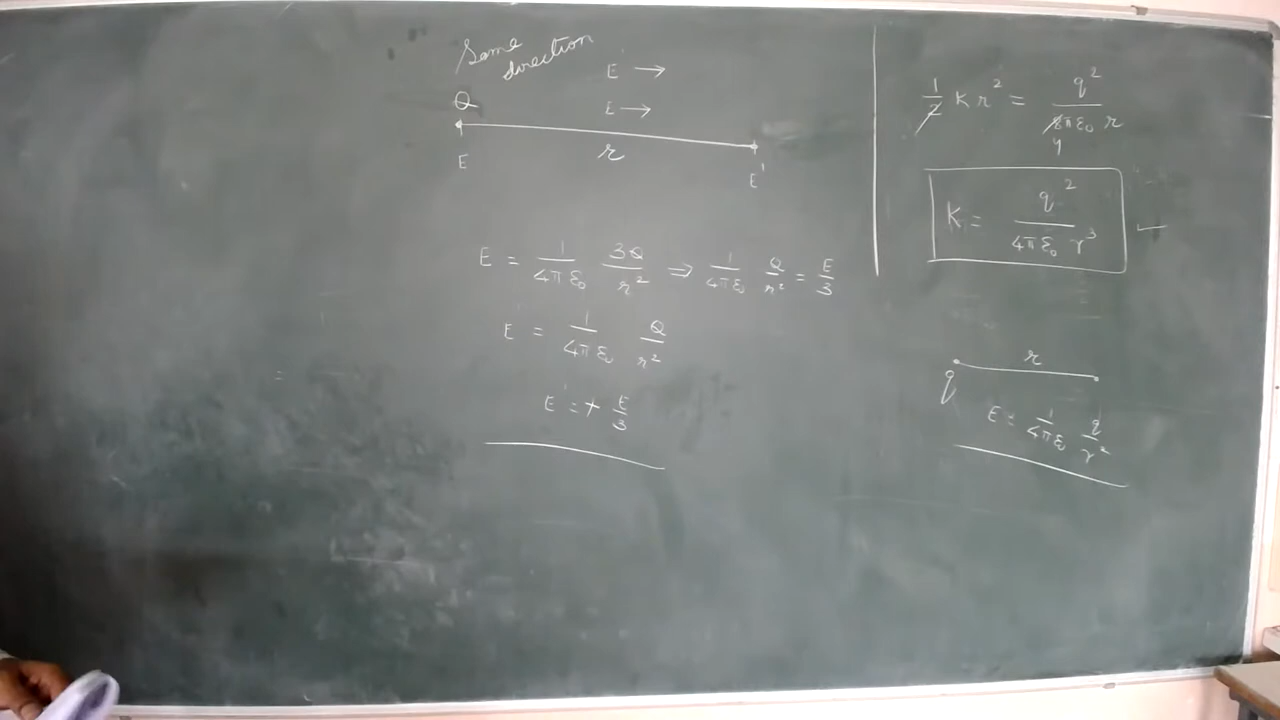 Same
direction
E →
Q
E →
E
r
E'
E = 1/4πε₀ 3Q/r² ⇒ 1/4πε₀ Q/r² = E/3
E' = 1/4πε₀ Q/r²
E' = + E/3
1/2 K r² = q²/8πε₀ r
4
K = q²/4πε₀ r³
r
q
E = 1/4πε₀ q/r²